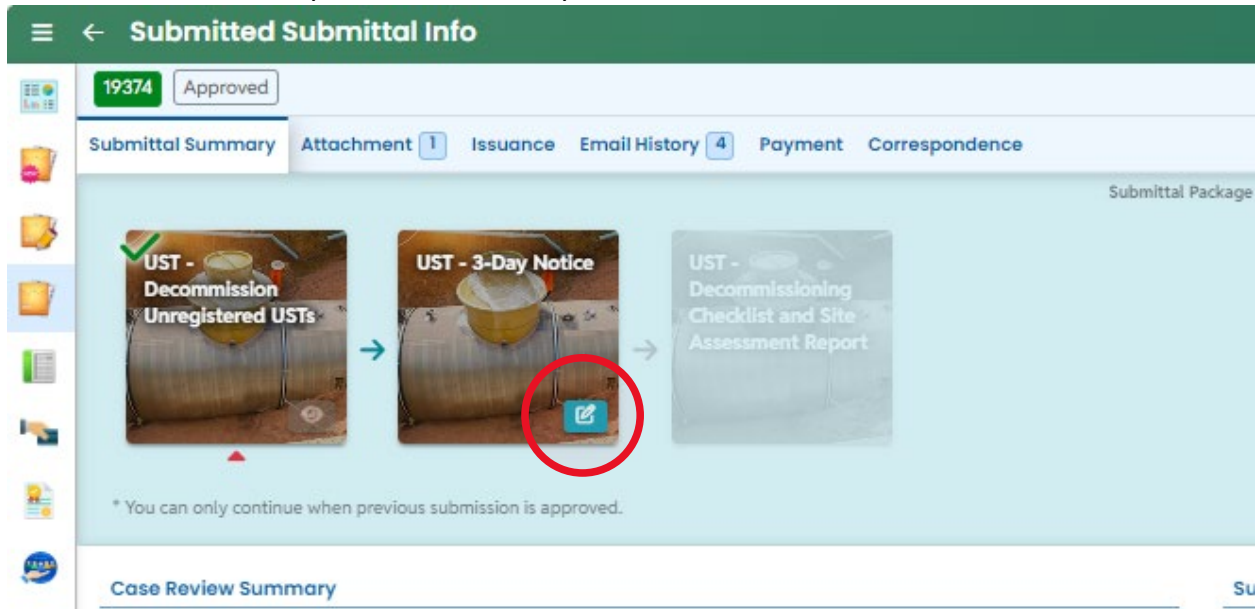 Submitted Submittal Info
19374 Approved
Submittal Summary Attachment 1 Issuance Email History 4 Payment Correspondence
Submittal Package
UST -
Decommission
Unregistered USTs
UST - 3-Day Notice
UST -
Decommissioning
Checklist and Site
Assessment Report
* You can only continue when previous submission is approved.
Case Review Summary
Su